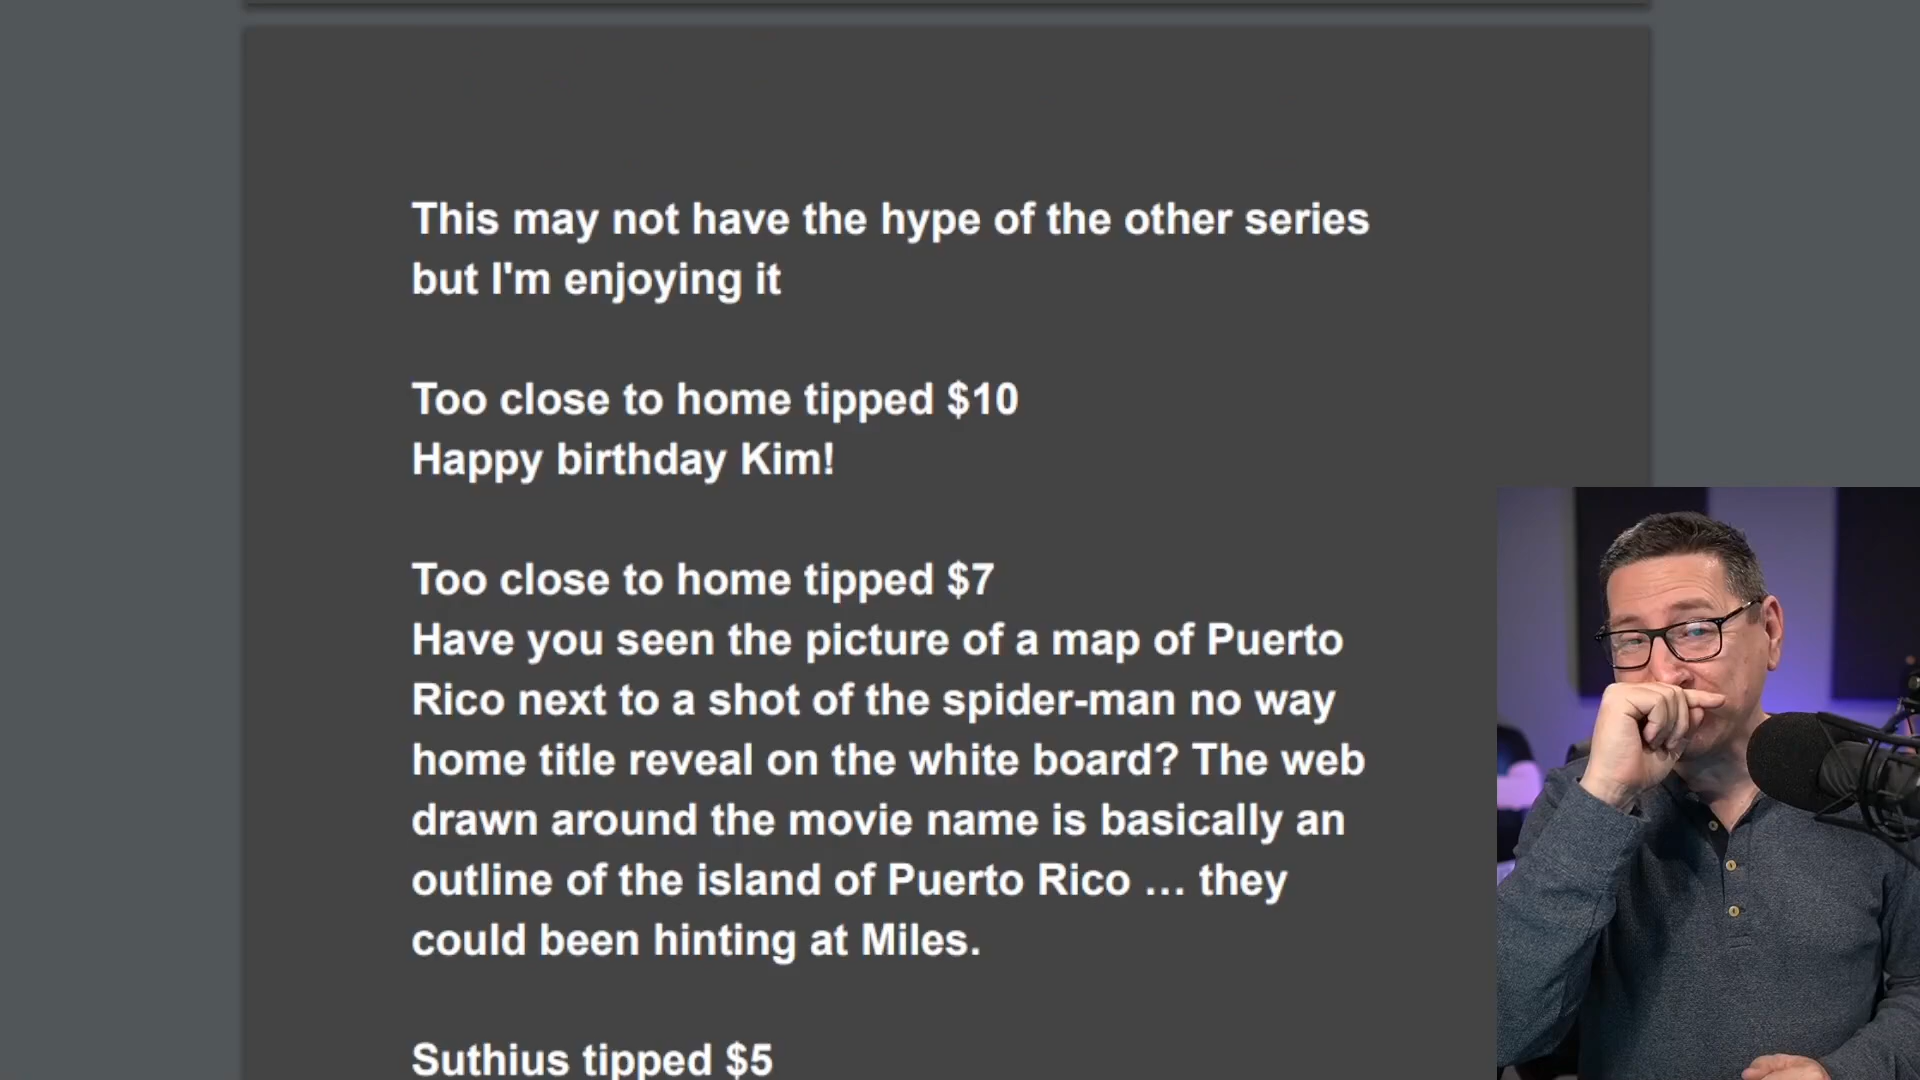 This may not have the hype of the other series
but I'm enjoying it
Too close to home tipped $10
Happy birthday Kim!
Too close to home tipped $7
Have you seen the picture of a map of Puerto
Rico next to a shot of the spider-man no way
home title reveal on the white board? The web
drawn around the movie name is basically an
outline of the island of Puerto Rico … they
could been hinting at Miles.
Suthius tipped $5